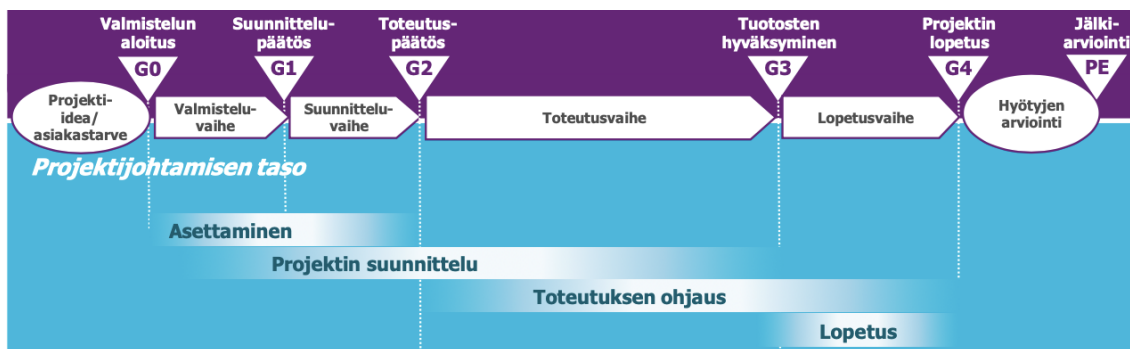 Valmistelun
aloitus
Suunnittelu-
päätös
Toteutus-
päätös
Tuotosten
hyväksyminen
Projektin
lopetus
Jälki-
arviointi
G0
G1
G2
G3
G4
PE
Projekti-
idea/
asiakastarve
Valmistelu-
vaihe
Suunnittelu-
vaihe
Toteutusvaihe
Lopetusvaihe
Hyötyjen
arviointi
Projektijohtamisen taso
Asettaminen
Projektin suunnittelu
Toteutuksen ohjaus
Lopetus